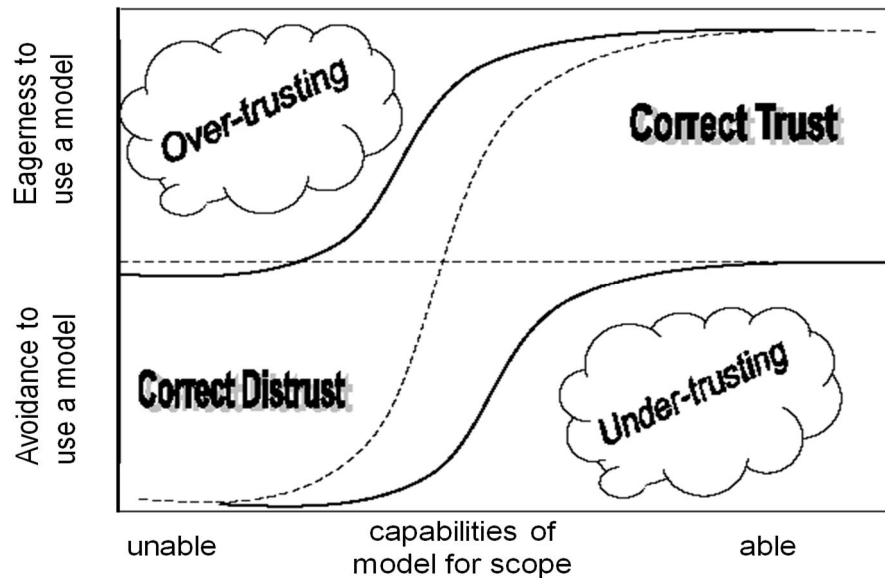 Eagerness to
use a model
Over-trusting
Correct Trust
Avoidance to
use a model
Correct Distrust
Under-trusting
unable
capabilities of
model for scope
able